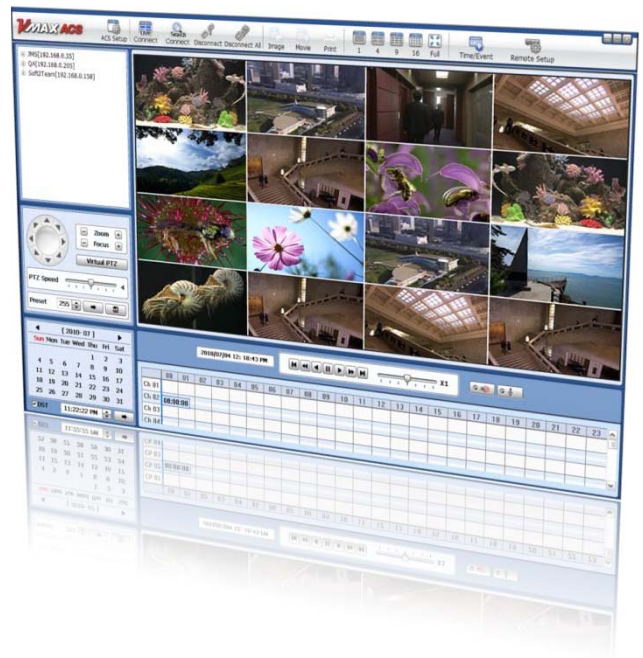 VMAX ACS
ACS Setup
Live Connect
Search Connect
Disconnect
Disconnect All
Image
Movie
Print
1
4
9
16
Full
Time/Event
Remote Setup
JMS[192.168.0.35]
QA[192.168.0.205]
Soft2Team[192.168.0.158]
Zoom
Focus
Virtual PTZ
PTZ Speed
Preset 255
[ 2010- 07 ]
Sun Mon Tue Wed Thu Fri Sat
1 2 3
4 5 6 7 8 9 10
11 12 13 14 15 16 17
18 19 20 21 22 23 24
25 26 27 28 29 30 31
DST 11:22:22 PM
2010/07/04 12: 18:43 PM
X1
00 01 02 03 04 05 06 07 08 09 10 11 12 13 14 15 16 17 18 19 20 21 22 23
Ch 01
Ch 02 00:00:00
Ch 03
Ch 04